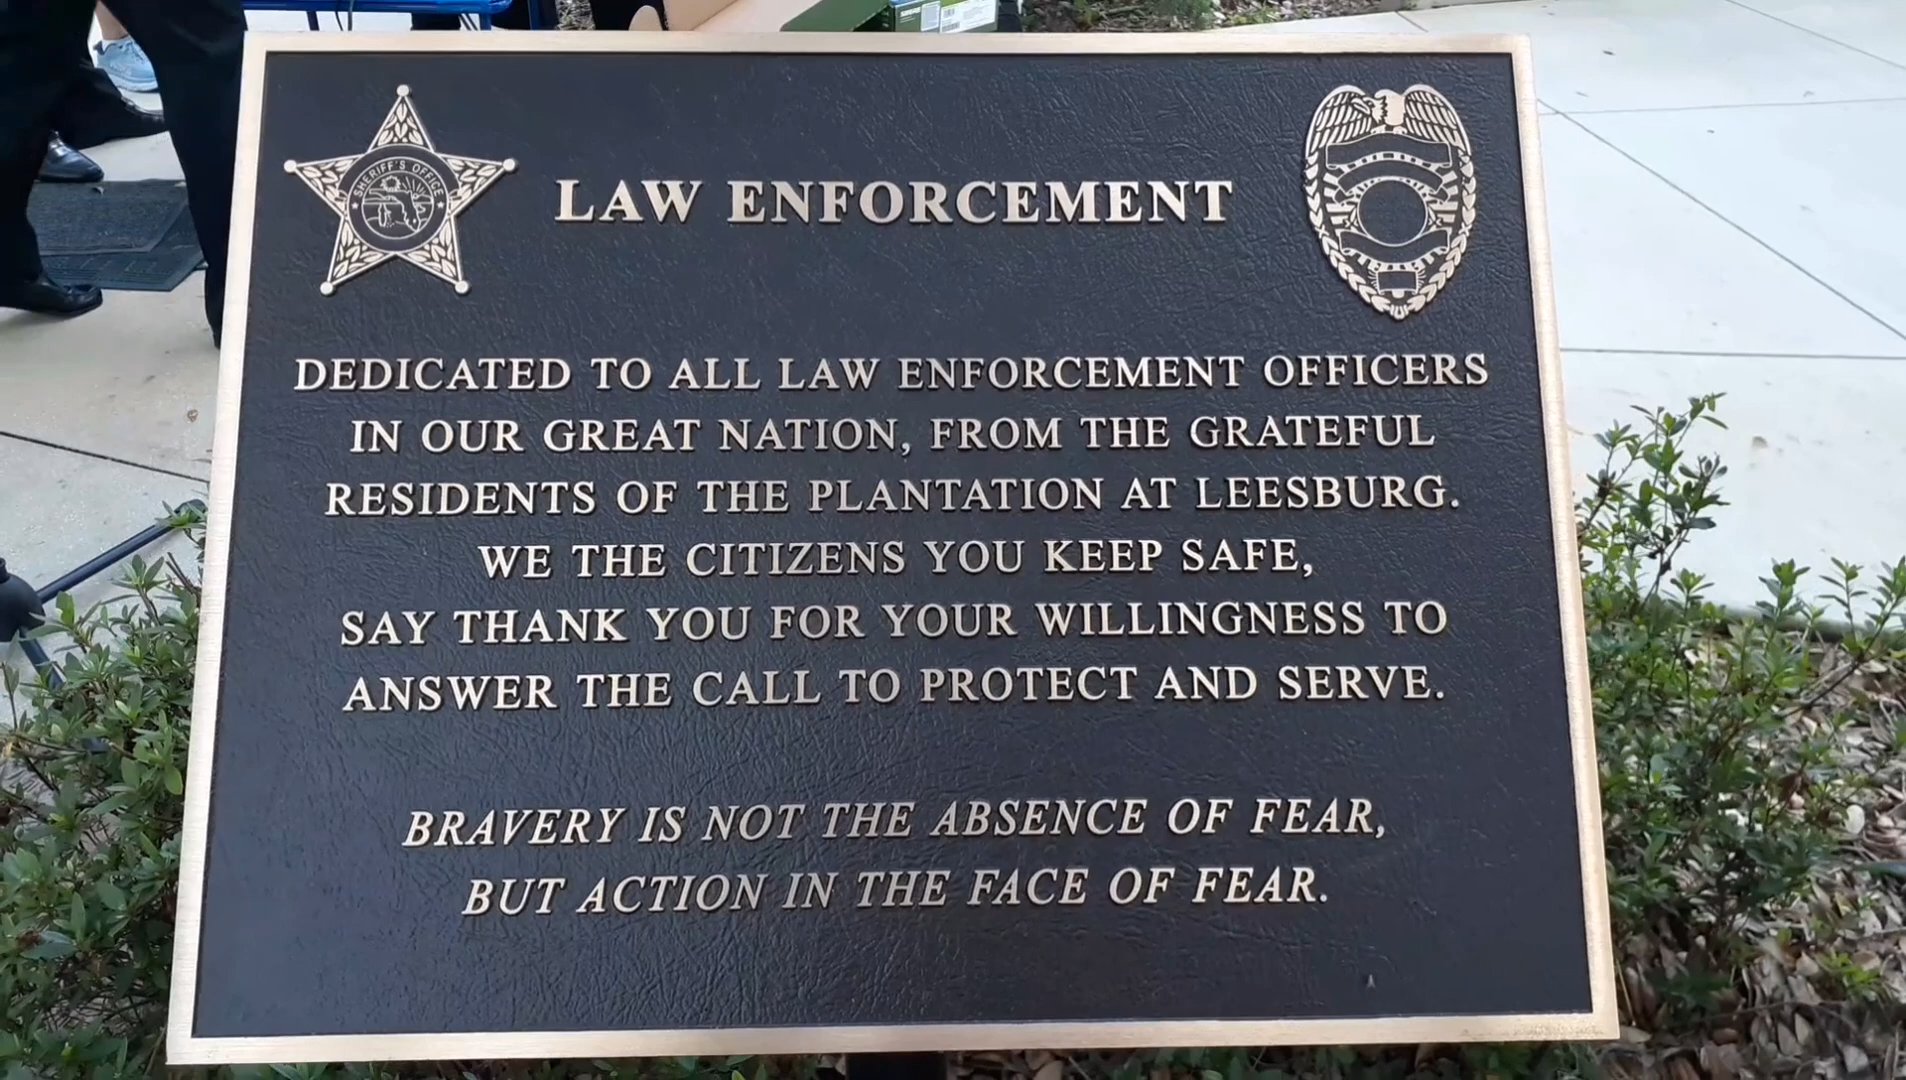 SHERIFF'S OFFICE
LAW ENFORCEMENT
DEDICATED TO ALL LAW ENFORCEMENT OFFICERS
IN OUR GREAT NATION, FROM THE GRATEFUL
RESIDENTS OF THE PLANTATION AT LEESBURG.
WE THE CITIZENS YOU KEEP SAFE,
SAY THANK YOU FOR YOUR WILLINGNESS TO
ANSWER THE CALL TO PROTECT AND SERVE.
BRAVERY IS NOT THE ABSENCE OF FEAR,
BUT ACTION IN THE FACE OF FEAR.